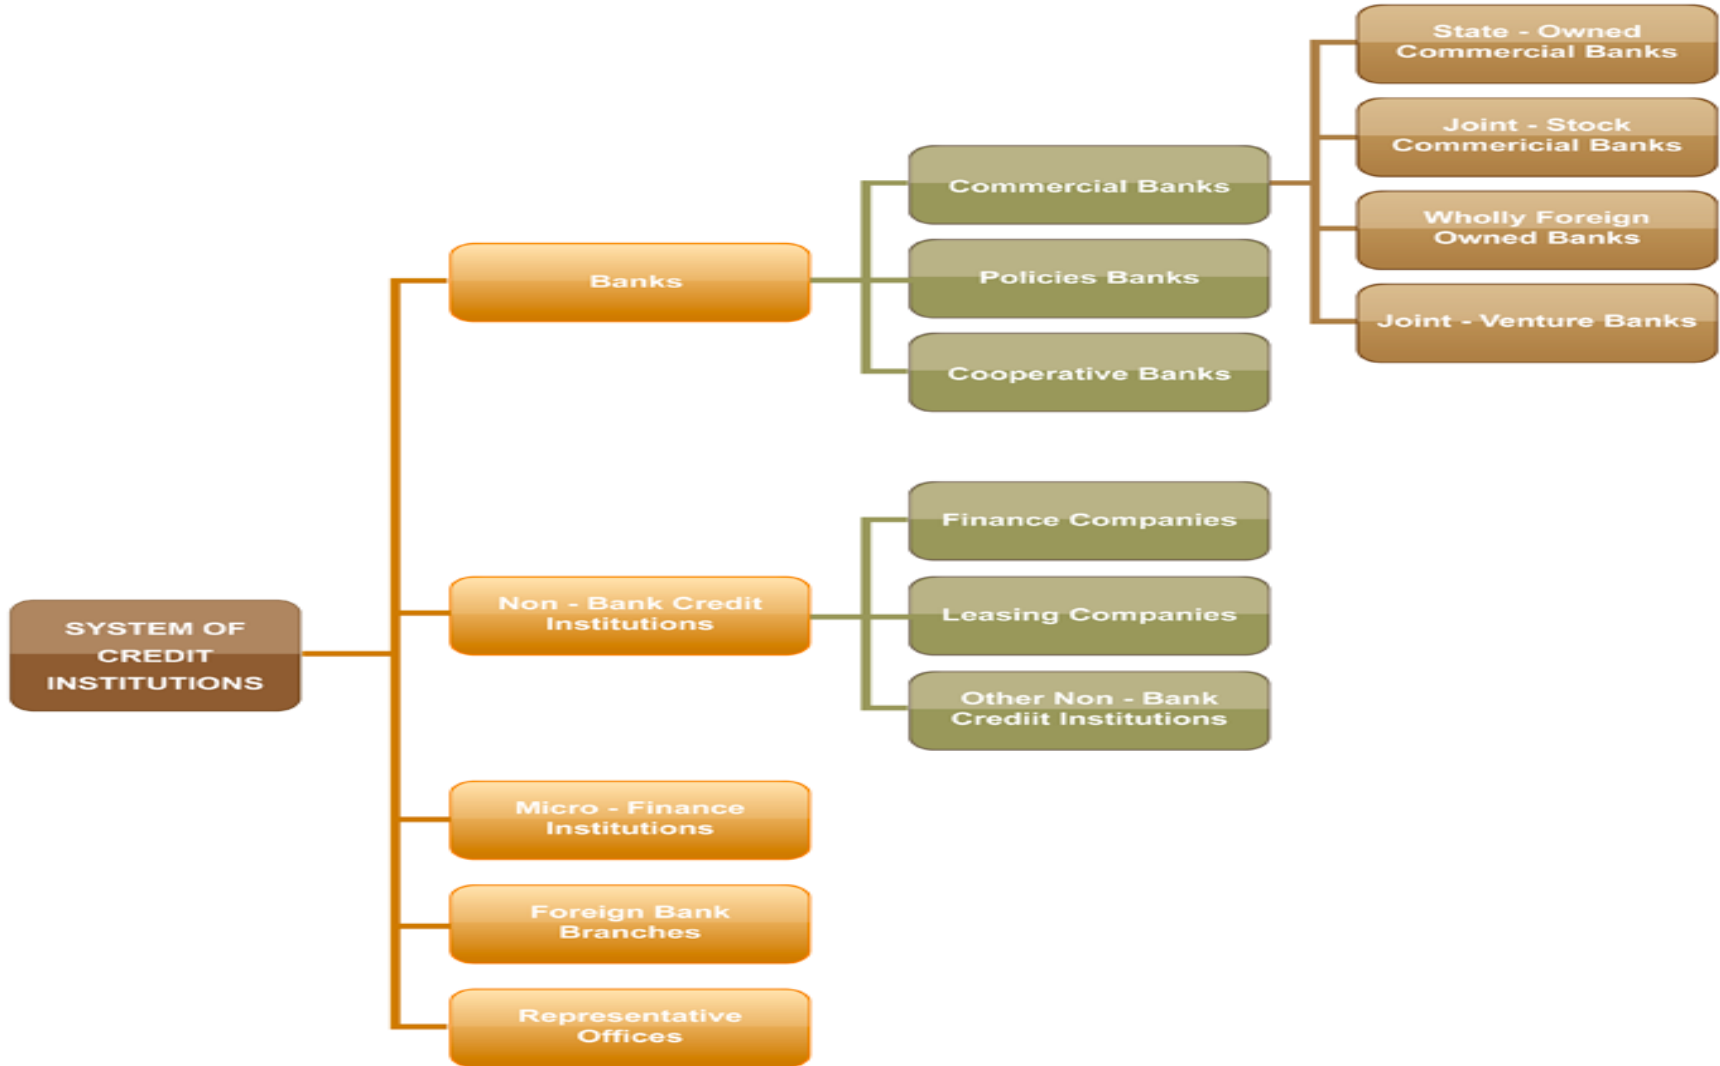 State - Owned
Commercial Banks
Joint - Stock
Commericial Banks
Commercial Banks
Wholly Foreign
Owned Banks
Banks
Policies Banks
Joint - Venture Banks
Cooperative Banks
Finance Companies
Non - Bank Credit
Institutions
Leasing Companies
SYSTEM OF
CREDIT
INSTITUTIONS
Other Non - Bank
Crediit Institutions
Micro - Finance
Institutions
Foreign Bank
Branches
Representative
Offices